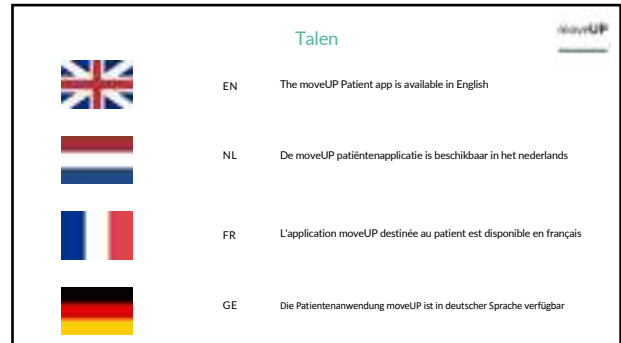 Talen
moveUP
EN
The moveUP Patient app is available in English
NL
De moveUP patiëntenapplicatie is beschikbaar in het nederlands
FR
L'application moveUP destinée au patient est disponible en français
GE
Die Patientenanwendung moveUP ist in deutscher Sprache verfügbar